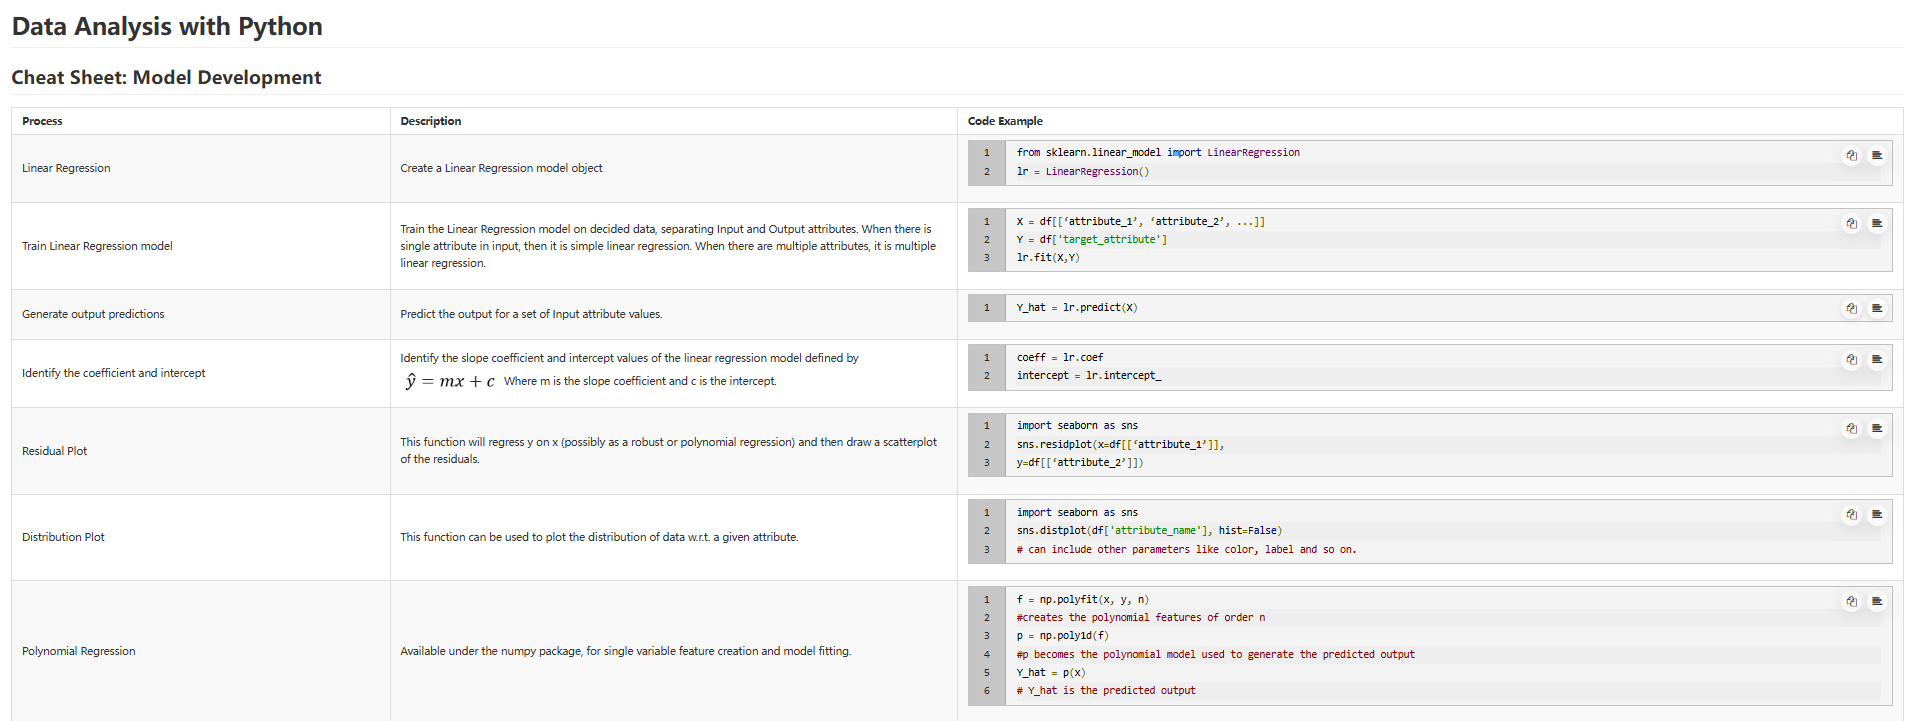 Data Analysis with Python
Cheat Sheet: Model Development
Process Description Code Example
Linear Regression
Create a Linear Regression model object
1 from sklearn.linear_model import LinearRegression
2 lr = LinearRegression()
Train Linear Regression model
Train the Linear Regression model on decided data, separating Input and Output attributes. When there is
single attribute in input, then it is simple linear regression. When there are multiple attributes, it is multiple
linear regression.
1 X = df[[‘attribute_1’, ‘attribute_2’, ...]]
2 Y = df['target_attribute']
3 lr.fit(X,Y)
Generate output predictions
Predict the output for a set of Input attribute values.
1 Y_hat = lr.predict(X)
Identify the coefficient and intercept
Identify the slope coefficient and intercept values of the linear regression model defined by
ŷ = mx + c Where m is the slope coefficient and c is the intercept.
1 coeff = lr.coef
2 intercept = lr.intercept_
Residual Plot
This function will regress y on x (possibly as a robust or polynomial regression) and then draw a scatterplot
of the residuals.
1 import seaborn as sns
2 sns.residplot(x=df[[‘attribute_1’]],
3 y=df[[‘attribute_2’]])
Distribution Plot
This function can be used to plot the distribution of data w.r.t. a given attribute.
1 import seaborn as sns
2 sns.distplot(df['attribute_name'], hist=False)
3 # can include other parameters like color, label and so on.
Polynomial Regression
Available under the numpy package, for single variable feature creation and model fitting.
1 f = np.polyfit(x, y, n)
2 #creates the polynomial features of order n
3 p = np.poly1d(f)
4 #p becomes the polynomial model used to generate the predicted output
5 Y_hat = p(x)
6 # Y_hat is the predicted output